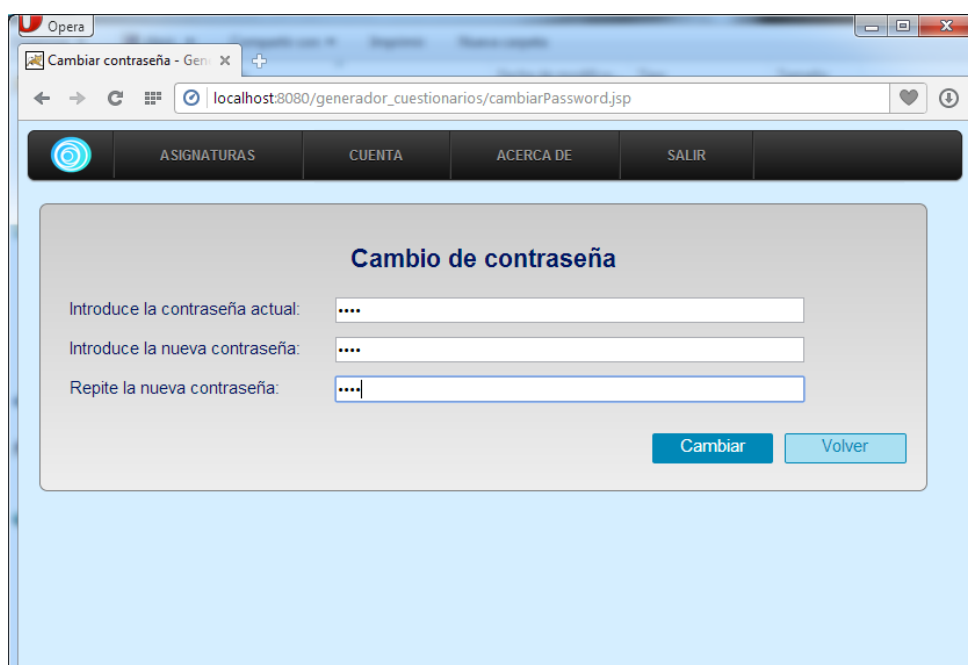 Opera
Cambiar contraseña - Gen
localhost:8080/generador_cuestionarios/cambiarPassword.jsp
ASIGNATURAS CUENTA ACERCA DE SALIR
Cambio de contraseña
Introduce la contraseña actual: ••••
Introduce la nueva contraseña: ••••
Repite la nueva contraseña: ••••
Cambiar Volver